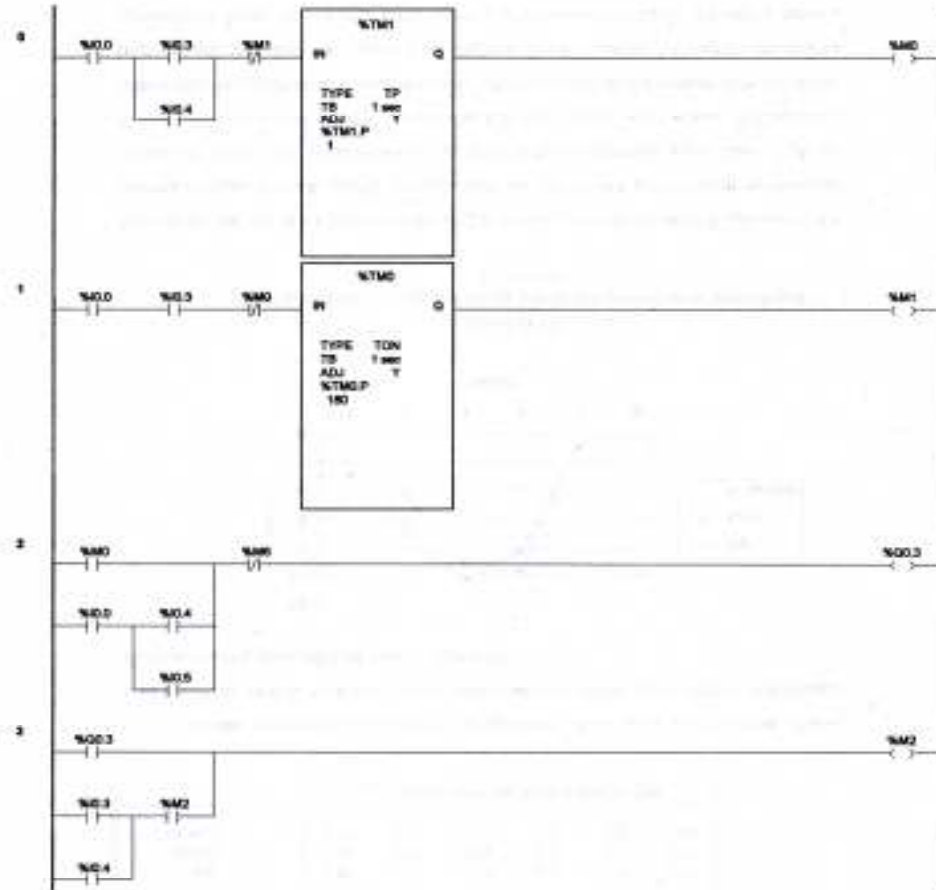 0
%I0.0 %I0.3 %M1
%I0.4
%TM1
IN Q
TYPE TP
TB 1 sec
ADJ Y
%TM1.P
1
%M0
1
%I0.0 %I0.3 %M0
%TM0
IN Q
TYPE TON
TB 1 sec
ADJ Y
%TM0.P
180
%M1
2
%M0 %M6
%I0.0 %I0.4
%I0.5
%Q0.3
3
%Q0.3
%I0.3 %M2
%I0.4
%M2